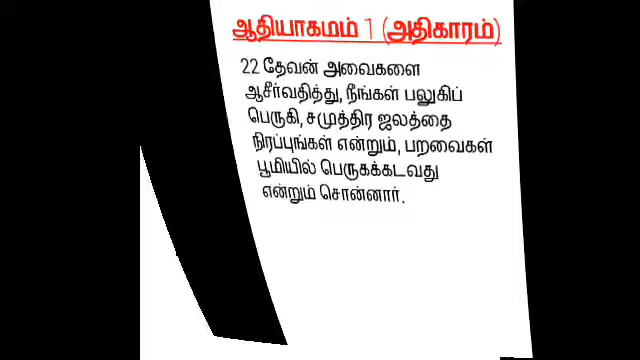 ஆதியாகமம் 1 (அதிகாரம்)
22 தேவன் அவைகளை
ஆசீர்வதித்து, நீங்கள் பலுகிப்
பெருகி, சமுத்திர ஜலத்தை
நிரப்புங்கள் என்றும், பறவைகள்
பூமியில் பெருகக்கடவது
என்றும் சொன்னார்.